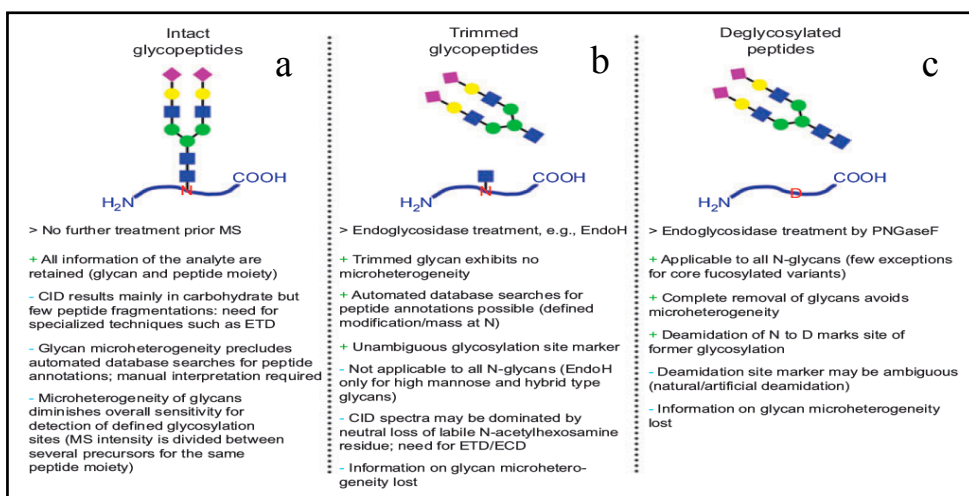 Intact
glycopeptides
a
H₂N
N
COOH
> No further treatment prior MS
+ All information of the analyte are
retained (glycan and peptide moiety)
- CID results mainly in carbohydrate but
few peptide fragmentations: need for
specialized techniques such as ETD
- Glycan microheterogeneity precludes
automated database searches for peptide
annotations; manual interpretation required
- Microheterogeneity of glycans
diminishes overall sensitivity for
detection of defined glycosylation
sites (MS intensity is divided between
several precursors for the same
peptide moiety)
Trimmed
glycopeptides
b
H₂N
N
COOH
> Endoglycosidase treatment, e.g., EndoH
+ Trimmed glycan exhibits no
microheterogeneity
+ Automated database searches for
peptide annotations possible (defined
modification/mass at N)
+ Unambiguous glycosylation site marker
- Not applicable to all N-glycans (EndoH
only for high mannose and hybrid type
glycans)
- CID spectra may be dominated by
neutral loss of labile N-acetylhexosamine
residue; need for ETD/ECD
- Information on glycan microhetero-
geneity lost
Deglycosylated
peptides
c
H₂N
D
COOH
> Endoglycosidase treatment by PNGaseF
+ Applicable to all N-glycans (few exceptions
for core fucosylated variants)
+ Complete removal of glycans avoids
microheterogeneity
+ Deamidation of N to D marks site of
former glycosylation
- Deamidation site marker may be ambiguous
(natural/artificial deamidation)
- Information on glycan microheterogeneity
lost